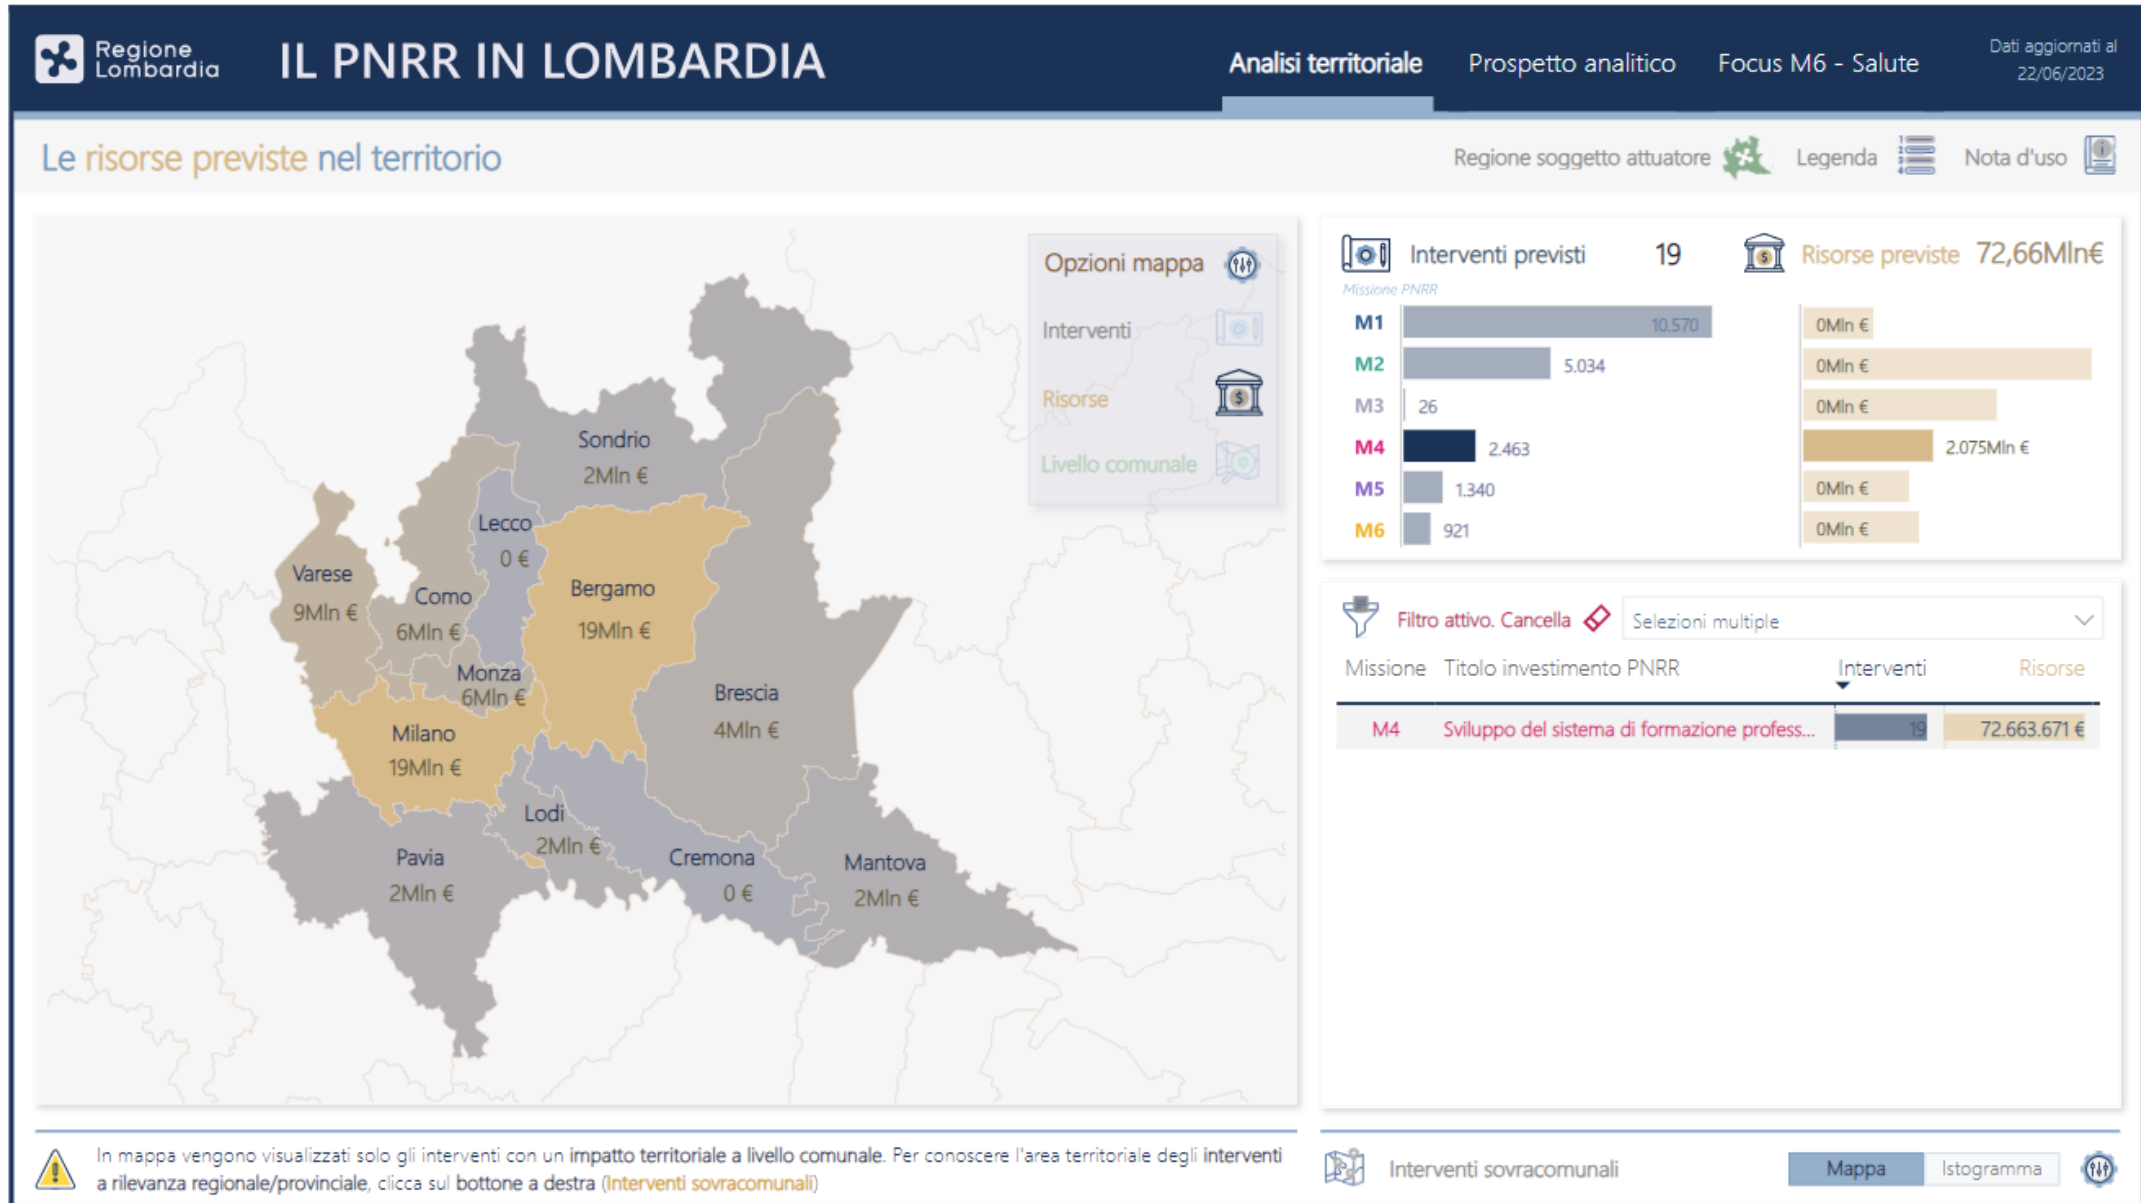 Regione
Lombardia
IL PNRR IN LOMBARDIA
Analisi territoriale
Prospetto analitico
Focus M6 - Salute
Dati aggiornati al
22/06/2023
Le risorse previste nel territorio
Regione soggetto attuatore
Legenda
Nota d'uso
Opzioni mappa
Interventi
Risorse
Livello comunale
Sondrio
2Mln €
Lecco
0 €
Varese
9Mln €
Como
6Mln €
Bergamo
19Mln €
Monza
6Mln €
Brescia
4Mln €
Milano
19Mln €
Lodi
2Mln €
Pavia
2Mln €
Cremona
0 €
Mantova
2Mln €
Interventi previsti 19
Risorse previste 72,66Mln€
Missione PNRR
M1 10.570 0Mln €
M2 5.034 0Mln €
M3 26 0Mln €
M4 2.463 2.075Mln €
M5 1.340 0Mln €
M6 921 0Mln €
Filtro attivo. Cancella
Selezioni multiple
Missione Titolo investimento PNRR Interventi Risorse
M4 Sviluppo del sistema di formazione profess... 19 72.663.671 €
In mappa vengono visualizzati solo gli interventi con un impatto territoriale a livello comunale. Per conoscere l'area territoriale degli interventi
a rilevanza regionale/provinciale, clicca sul bottone a destra (Interventi sovracomunali)
Interventi sovracomunali
Mappa
Istogramma